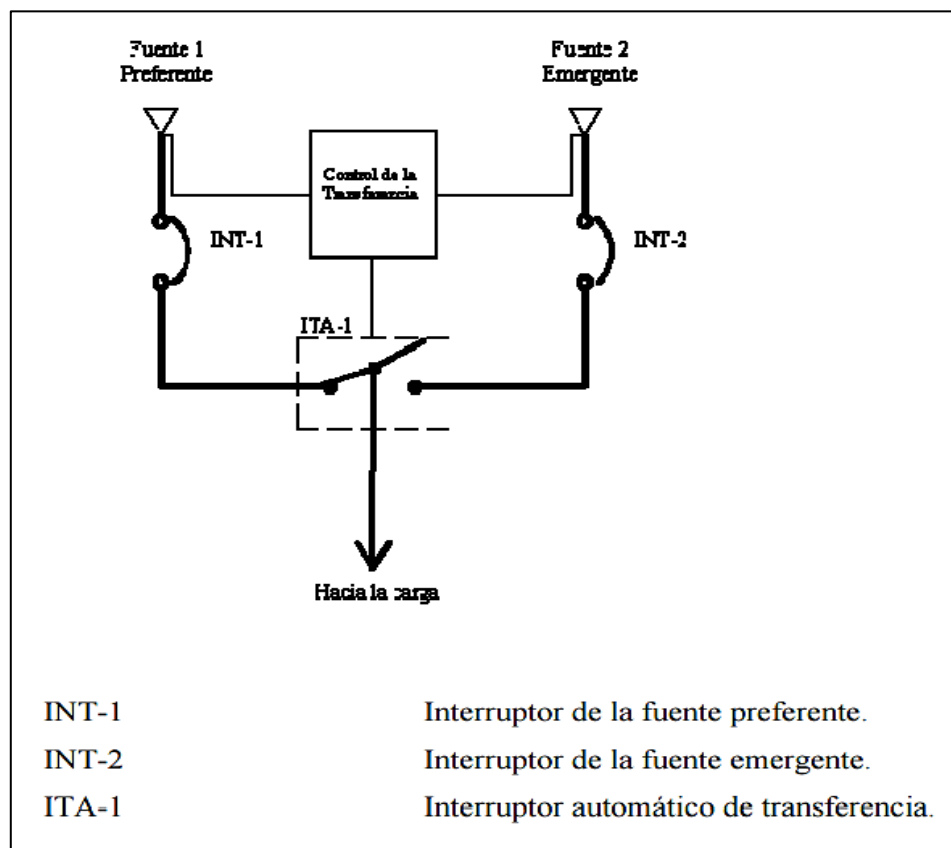 Fuente 1
Preferente
Fuente 2
Emergente
Control de la
Transferencia
INT-1
INT-2
ITA-1
Hacia la carga
INT-1 Interruptor de la fuente preferente.
INT-2 Interruptor de la fuente emergente.
ITA-1 Interruptor automático de transferencia.